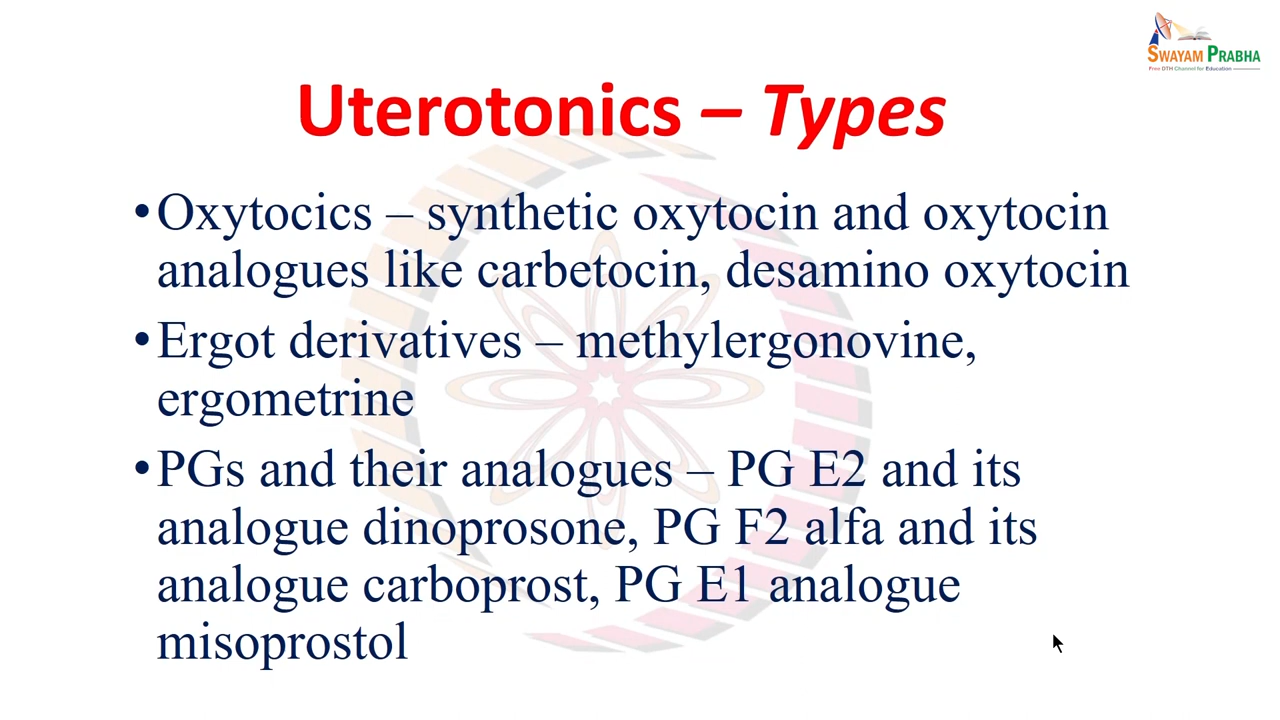 SWAYAM PRABHA
Free DTH Channel for Education
Uterotonics – Types
•Oxytocics – synthetic oxytocin and oxytocin
analogues like carbetocin, desamino oxytocin
•Ergot derivatives – methylergonovine,
ergometrine
•PGs and their analogues – PG E2 and its
analogue dinoprosone, PG F2 alfa and its
analogue carboprost, PG E1 analogue
misoprostol